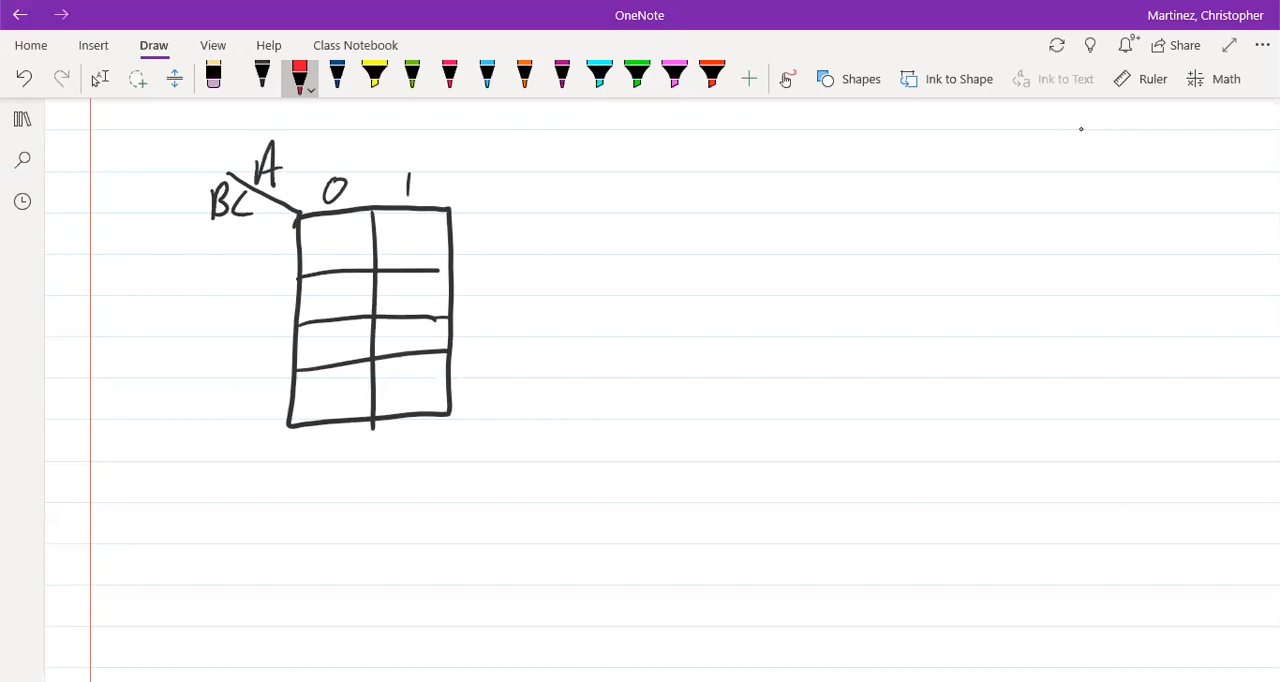 OneNote
Martinez, Christopher
Home Insert Draw View Help Class Notebook Share
Shapes Ink to Shape Ink to Text Ruler Math
A
BC 0 1